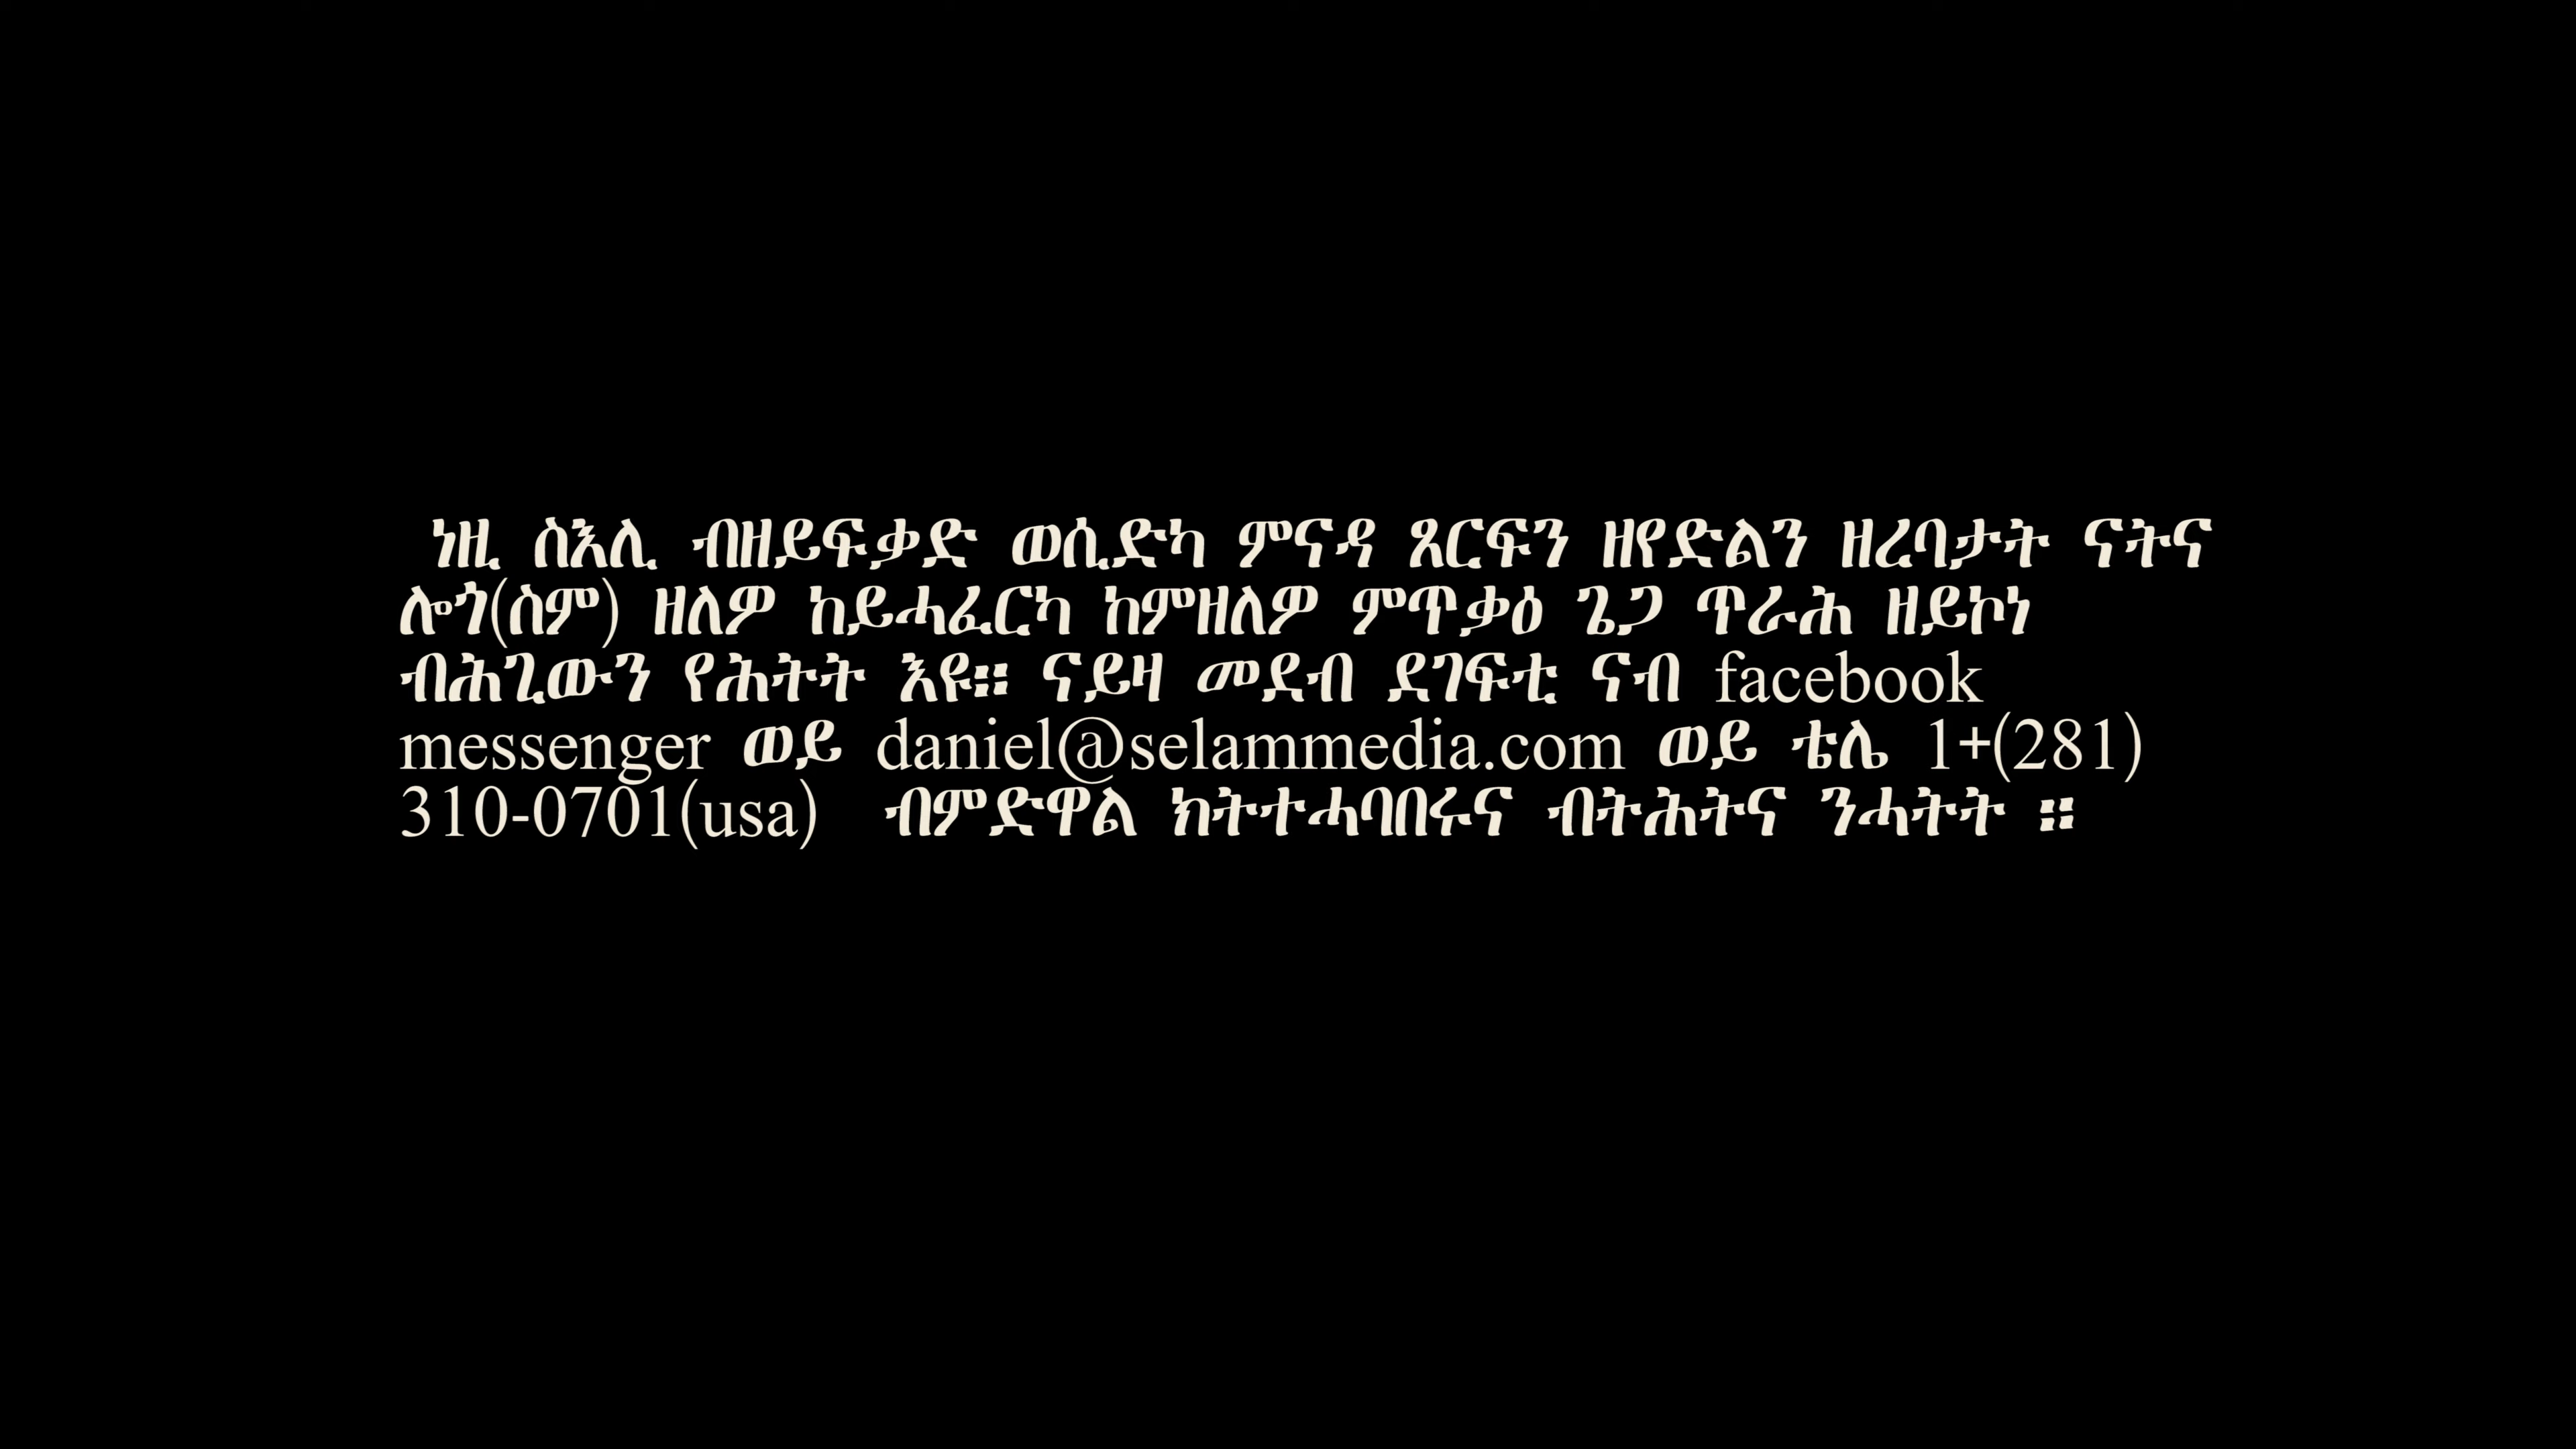 ነዚ ስእሊ ብዘይፍቃድ ወሲድካ ምናዳ ጸርፍን ዘየድልን ዘረባታት ናትና
ሎጎ(ስም) ዘለዎ ከይሓፈርካ ከምዘለዎ ምጥቃዕ ጌጋ ጥራሕ ዘይኮነ
ብሕጊውን የሕትት እዩ። ናይዛ መደብ ደገፍቲ ናብ facebook
messenger ወይ daniel@selammedia.com ወይ ቴሌ 1+(281)
310-0701(usa) ብምድዋል ክትተሓባበሩና ብትሕትና ንሓትት ።